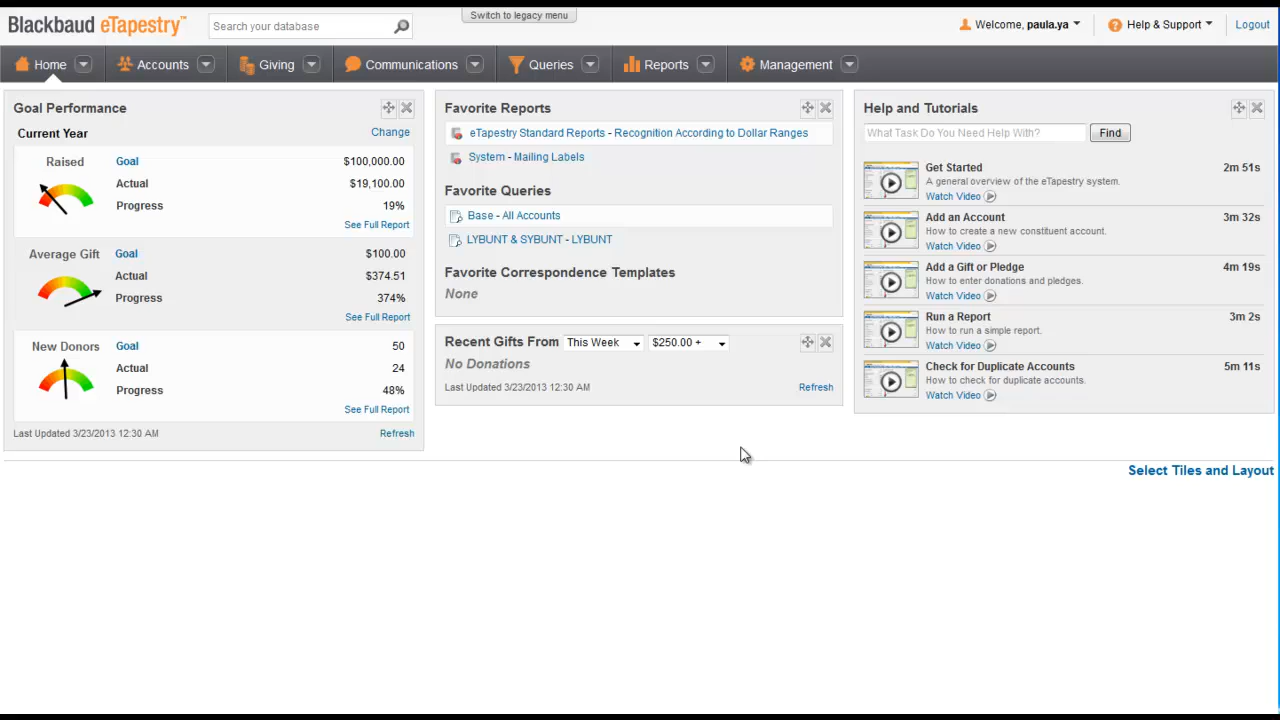 Blackbaud eTapestry™
Search your database
Switch to legacy menu
Welcome, paula.ya
Help & Support
Logout
Home
Accounts
Giving
Communications
Queries
Reports
Management
Goal Performance
Current Year
Change
Raised
Goal
$100,000.00
Actual
$19,100.00
Progress
19%
See Full Report
Average Gift
Goal
$100.00
Actual
$374.51
Progress
374%
See Full Report
New Donors
Goal
50
Actual
24
Progress
48%
See Full Report
Last Updated 3/23/2013 12:30 AM
Refresh
Favorite Reports
eTapestry Standard Reports - Recognition According to Dollar Ranges
System - Mailing Labels
Favorite Queries
Base - All Accounts
LYBUNT & SYBUNT - LYBUNT
Favorite Correspondence Templates
None
Recent Gifts From
This Week
$250.00 +
No Donations
Last Updated 3/23/2013 12:30 AM
Refresh
Help and Tutorials
What Task Do You Need Help With?
Find
Get Started
2m 51s
A general overview of the eTapestry system.
Watch Video
Add an Account
3m 32s
How to create a new constituent account.
Watch Video
Add a Gift or Pledge
4m 19s
How to enter donations and pledges.
Watch Video
Run a Report
3m 2s
How to run a simple report.
Watch Video
Check for Duplicate Accounts
5m 11s
How to check for duplicate accounts.
Watch Video
Select Tiles and Layout